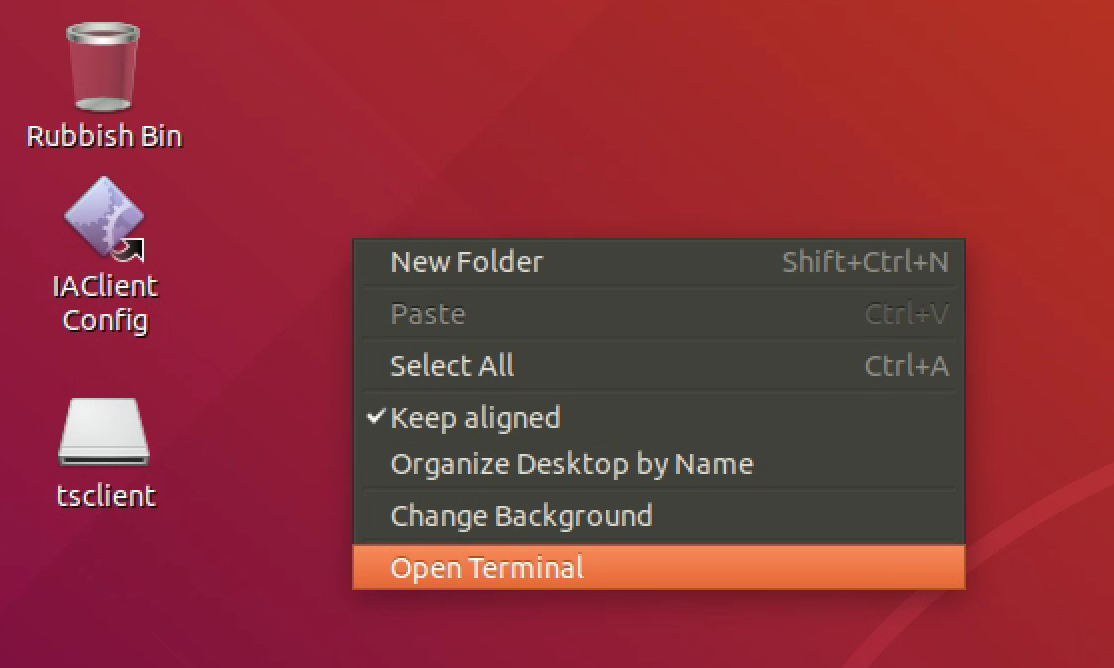 Rubbish Bin
IAClient
Config
tsclient
New Folder Shift+Ctrl+N
Paste Ctrl+V
Select All Ctrl+A
Keep aligned
Organize Desktop by Name
Change Background
Open Terminal